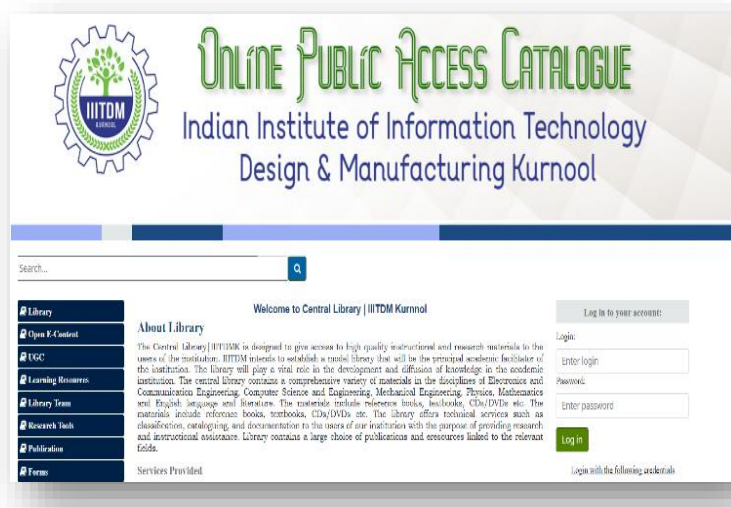 IIITDM
KURNOOL
Online Public Access Catalogue
Indian Institute of Information Technology
Design & Manufacturing Kurnool
Search...
Library
Open E-Content
UGC
Learning Resources
Library Team
Research Tools
Publication
Forms
Welcome to Central Library | IIITDM Kurnnol
About Library
The Central Library|IIITDMK is designed to give access to high quality instructional and research materials to the
users of the institution. IIITDM intends to establish a model library that will be the principal academic facilitator of
the institution. The library will play a vital role in the development and diffusion of knowledge in the academic
institution. The central library contains a comprehensive variety of materials in the disciplines of Electronics and
Communication Engineering, Computer Science and Engineering, Mechanical Engineering, Physics, Mathematics
and English language and literature. The materials include reference books, textbooks, CDs/DVDs etc. The
materials include reference books, textbooks, CDs/DVDs etc. The library offers technical services such as
classification, cataloguing, and documentation to the users of our institution with the purpose of providing research
and instructional assistance. Library contains a large choice of publications and eresources linked to the relevant
fields.
Services Provided
Log in to your account:
Login:
Enter login
Password:
Enter password
Log in
Login with the following credentials